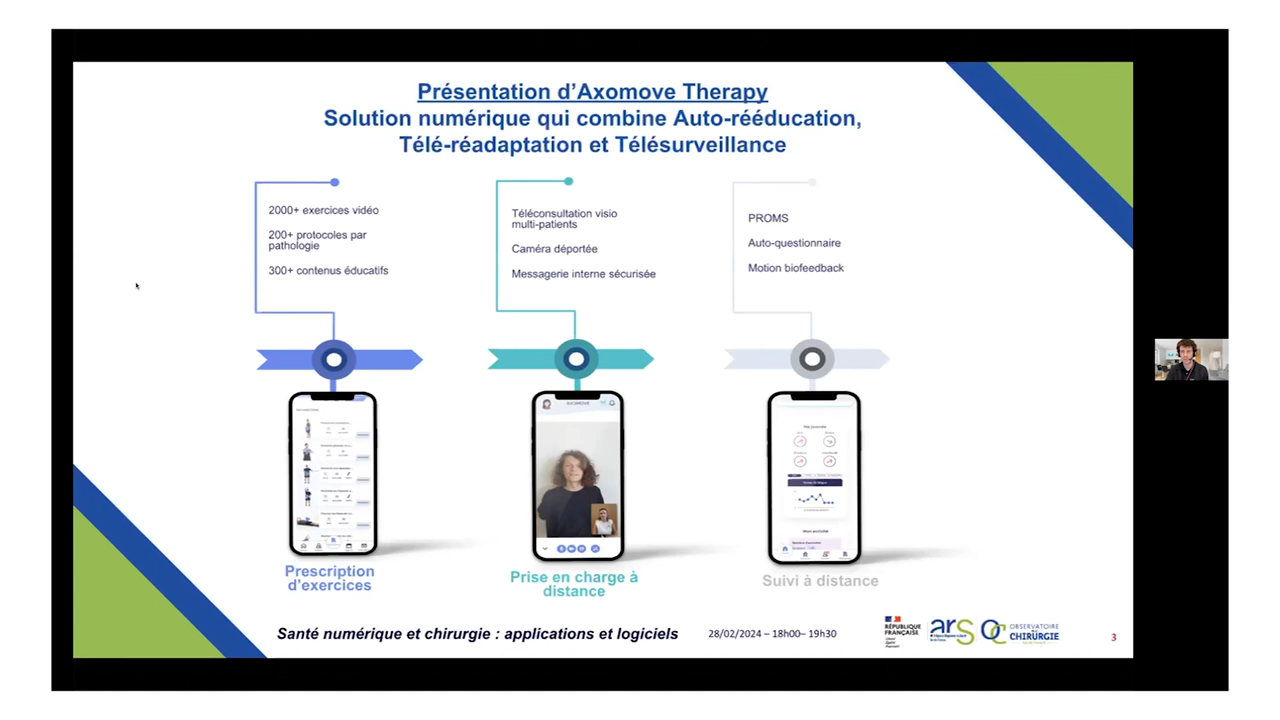 Présentation d'Axomove Therapy
Solution numérique qui combine Auto-rééducation,
Télé-réadaptation et Télésurveillance
2000+ exercices vidéo
200+ protocoles par
pathologie
300+ contenus éducatifs
Téléconsultation visio
multi-patients
Caméra déportée
Messagerie interne sécurisée
PROMS
Auto-questionnaire
Motion biofeedback
Prescription
d'exercices
Prise en charge à
distance
Suivi à distance
Santé numérique et chirurgie : applications et logiciels
28/02/2024 – 18h00– 19h30
RÉPUBLIQUE
FRANÇAISE
ars
OC
OBSERVATOIRE
CHIRURGIE
3